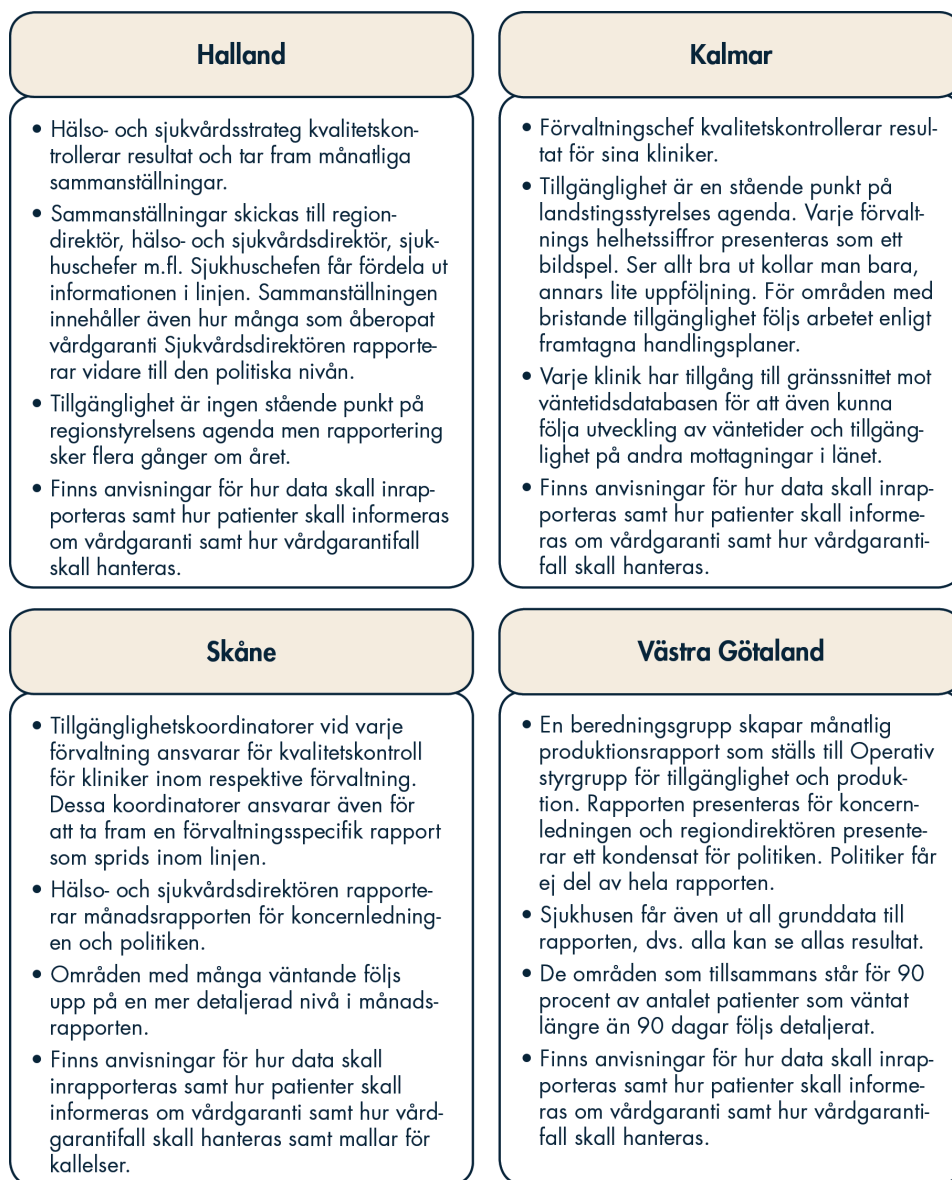 Halland
• Hälso- och sjukvårdsstrateg kvalitetskon-
trollerar resultat och tar fram månatliga
sammanställningar.
• Sammanställningar skickas till region-
direktör, hälso- och sjukvårdsdirektör, sjuk-
huschefer m.fl. Sjukhuschefen får fördela ut
informationen i linjen. Sammanställningen
innehåller även hur många som åberopat
vårdgaranti Sjukvårdsdirektören rapporte-
rar vidare till den politiska nivån.
• Tillgänglighet är ingen stående punkt på
regionstyrelsens agenda men rapportering
sker flera gånger om året.
• Finns anvisningar för hur data skall inrap-
porteras samt hur patienter skall informeras
om vårdgaranti samt hur vårdgarantifall
skall hanteras.
Kalmar
• Förvaltningschef kvalitetskontrollerar resul-
tat för sina kliniker.
• Tillgänglighet är en stående punkt på
landstingsstyrelses agenda. Varje förvalt-
nings helhetssiffror presenteras som ett
bildspel. Ser allt bra ut kollar man bara,
annars lite uppföljning. För områden med
bristande tillgänglighet följs arbetet enligt
framtagna handlingsplaner.
• Varje klinik har tillgång till gränssnittet mot
väntetidsdatabasen för att även kunna
följa utveckling av väntetider och tillgäng-
lighet på andra mottagningar i länet.
• Finns anvisningar för hur data skall inrap-
porteras samt hur patienter skall informe-
ras om vårdgaranti samt hur vårdgaranti-
fall skall hanteras.
Skåne
• Tillgänglighetskoordinatorer vid varje
förvaltning ansvarar för kvalitetskontroll
för kliniker inom respektive förvaltning.
Dessa koordinatorer ansvarar även för
att ta fram en förvaltningsspecifik rapport
som sprids inom linjen.
• Hälso- och sjukvårdsdirektören rapporte-
rar månadsrapporten för koncernledning-
en och politiken.
• Områden med många väntande följs
upp på en mer detaljerad nivå i månads-
rapporten.
• Finns anvisningar för hur data skall
inrapporteras samt hur patienter skall
informeras om vårdgaranti samt hur vård-
garantifall skall hanteras samt mallar för
kallelser.
Västra Götaland
• En beredningsgrupp skapar månatlig
produktionsrapport som ställs till Operativ
styrgrupp för tillgänglighet och produk-
tion. Rapporten presenteras för koncern-
ledningen och regiondirektören presente-
rar ett kondensat för politiken. Politiker får
ej del av hela rapporten.
• Sjukhusen får även ut all grunddata till
rapporten, dvs. alla kan se allas resultat.
• De områden som tillsammans står för 90
procent av antalet patienter som väntat
längre än 90 dagar följs detaljerat.
• Finns anvisningar för hur data skall inrap-
porteras samt hur patienter skall informe-
ras om vårdgaranti samt hur vårdgaranti-
fall skall hanteras.